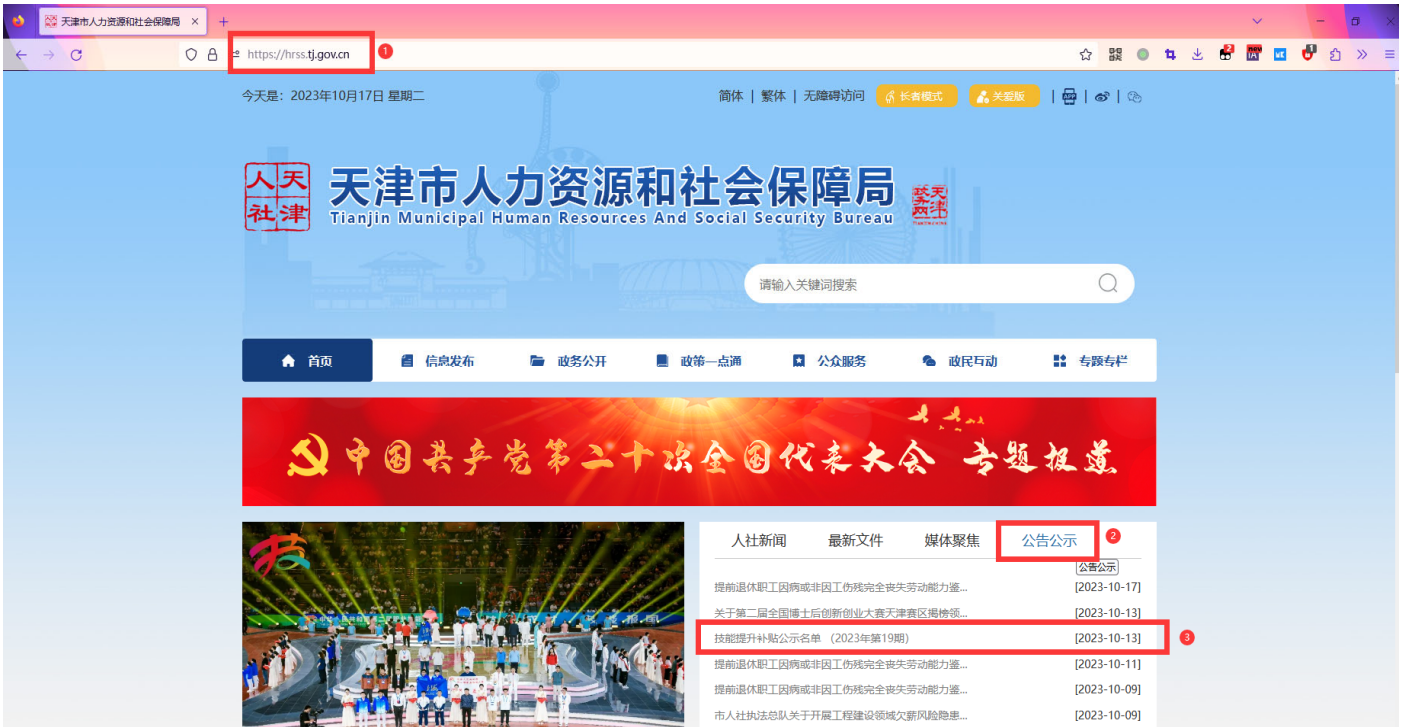 天津市人力资源和社会保障局
https://hrss.tj.gov.cn
1
今天是：2023年10月17日 星期二
简体 | 繁体 | 无障碍访问
长者模式
关爱版
天津
人社
天津市人力资源和社会保障局
Tianjin Municipal Human Resources And Social Security Bureau
天津
政务网
请输入关键词搜索
首页
信息发布
政务公开
政策一点通
公众服务
政民互动
专题专栏
中国共产党第二十次全国代表大会 专题报道
人社新闻
最新文件
媒体聚焦
公告公示
2
公告公示
提前退休职工因病或非因工伤残完全丧失劳动能力鉴... [2023-10-17]
关于第二届全国博士后创新创业大赛天津赛区揭榜领... [2023-10-13]
技能提升补贴公示名单 （2023年第19期） [2023-10-13]
3
提前退休职工因病或非因工伤残完全丧失劳动能力鉴... [2023-10-11]
提前退休职工因病或非因工伤残完全丧失劳动能力鉴... [2023-10-09]
市人社执法总队关于开展工程建设领域欠薪风险隐患... [2023-10-09]